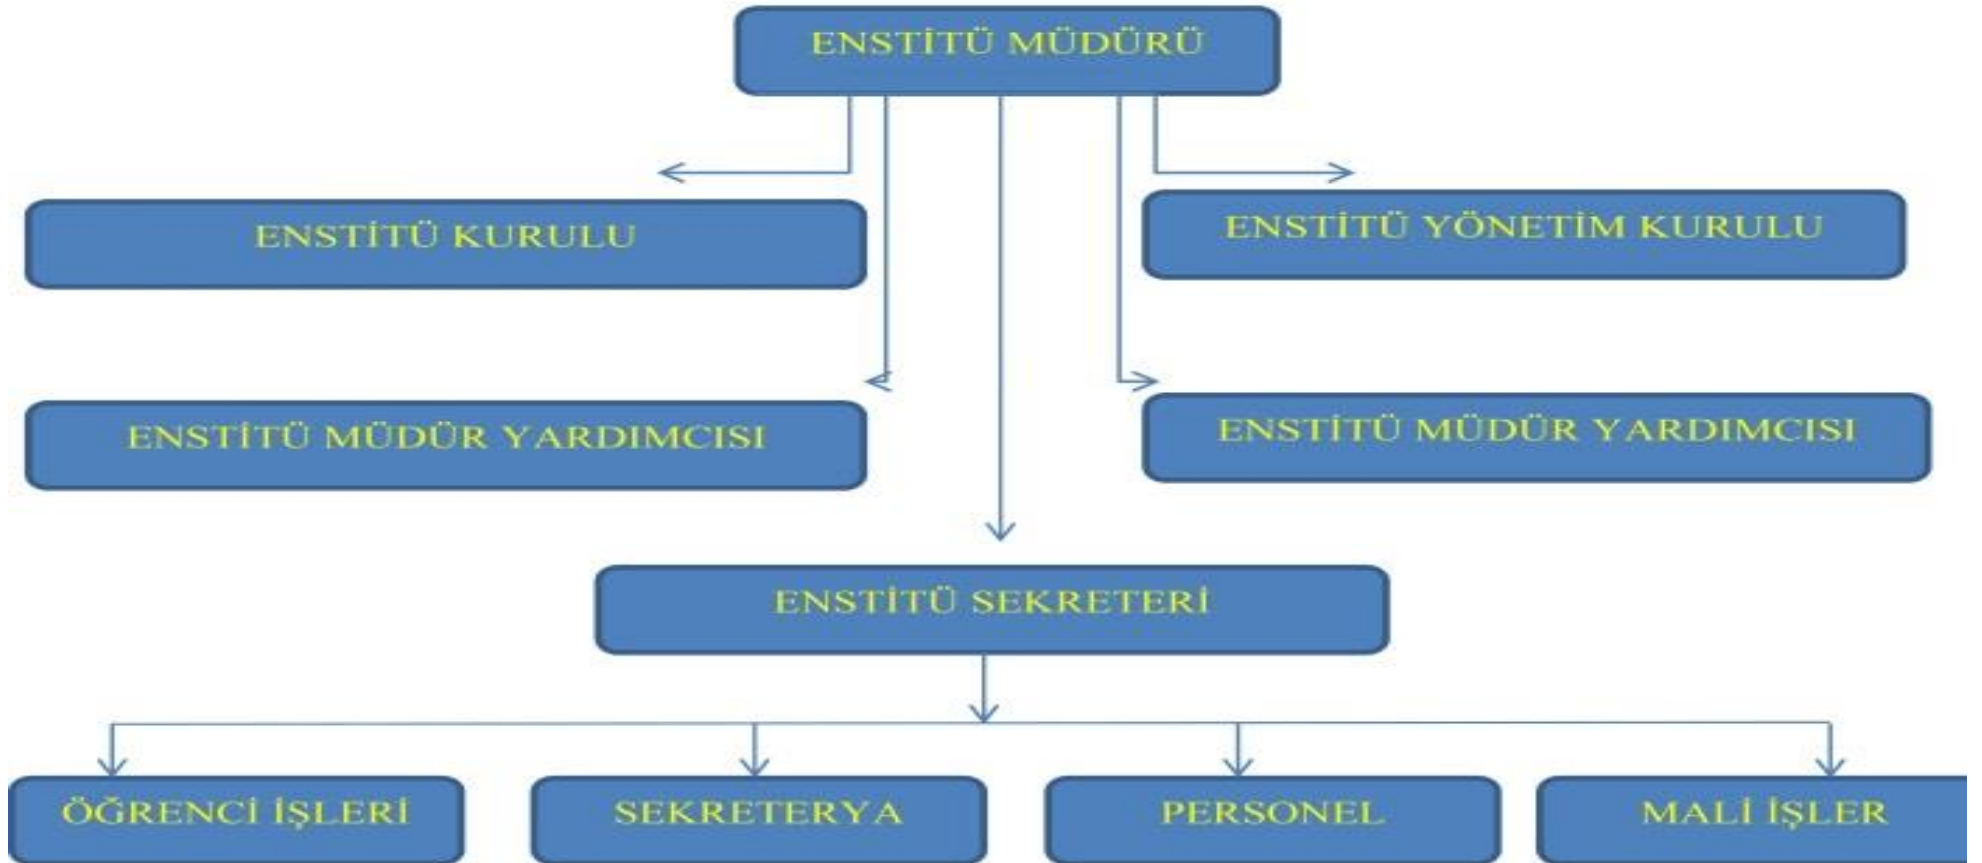 ENSTİTÜ MÜDÜRÜ
ENSTİTÜ KURULU
ENSTİTÜ YÖNETİM KURULU
ENSTİTÜ MÜDÜR YARDIMCISI
ENSTİTÜ MÜDÜR YARDIMCISI
ENSTİTÜ SEKRETERİ
ÖĞRENCİ İŞLERİ
SEKRETERYA
PERSONEL
MALİ İŞLER